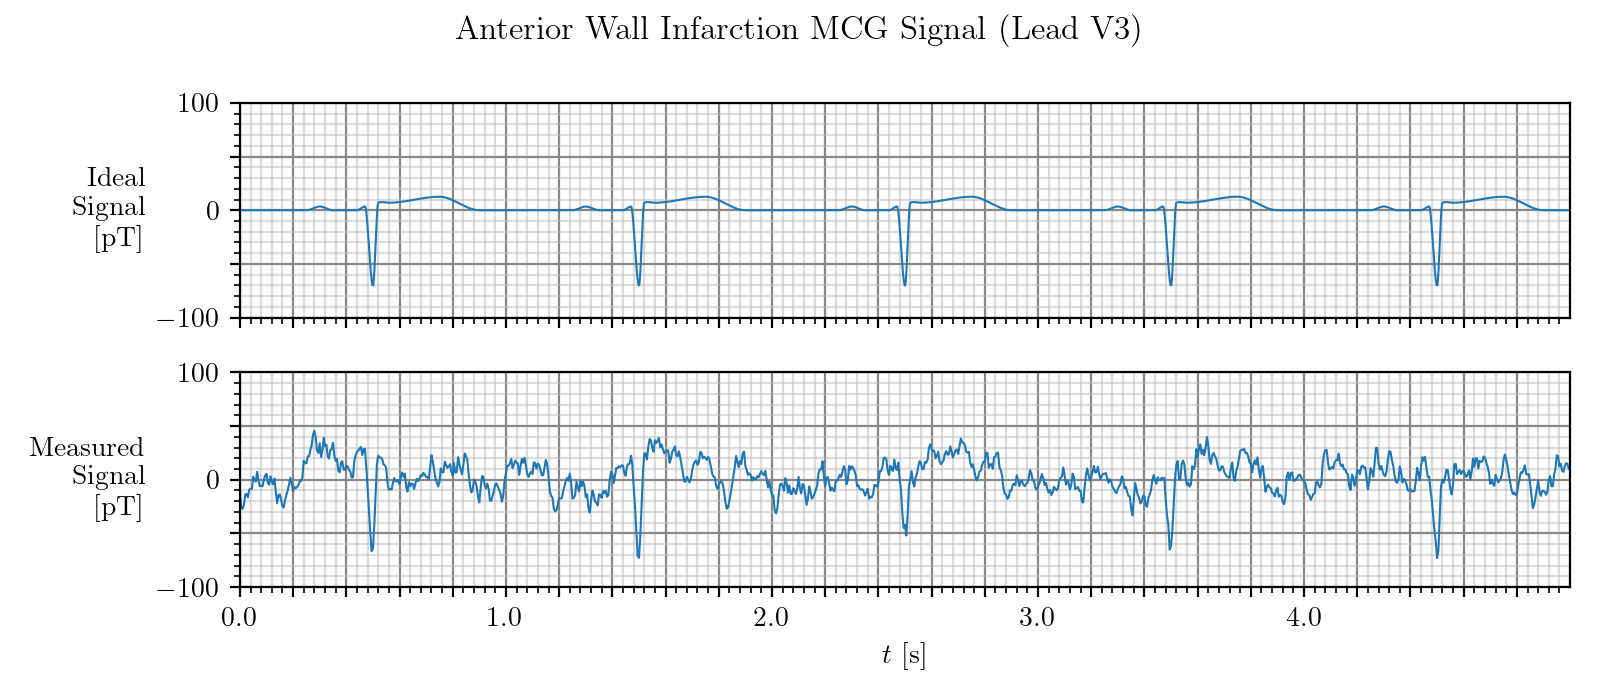 Anterior Wall Infarction MCG Signal (Lead V3)
100
Ideal
Signal
[pT]
0
−100
100
Measured
Signal
[pT]
0
−100
0.0 1.0 2.0 3.0 4.0
t [s]